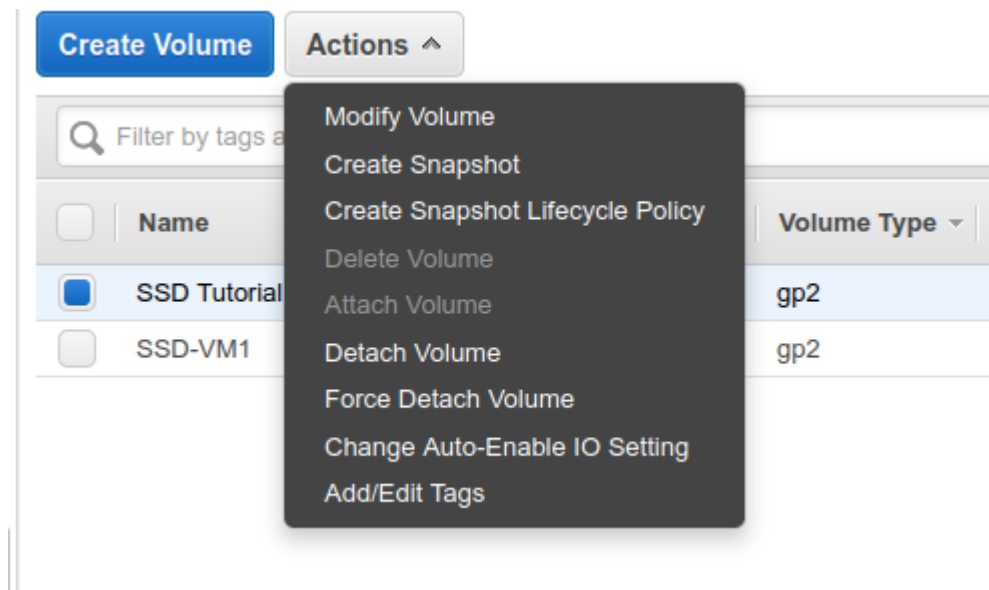 Create Volume Actions
Modify Volume
Filter by tags a
Create Snapshot
Create Snapshot Lifecycle Policy
Name Volume Type
Delete Volume
SSD Tutorial gp2
Attach Volume
SSD-VM1 gp2
Detach Volume
Force Detach Volume
Change Auto-Enable IO Setting
Add/Edit Tags